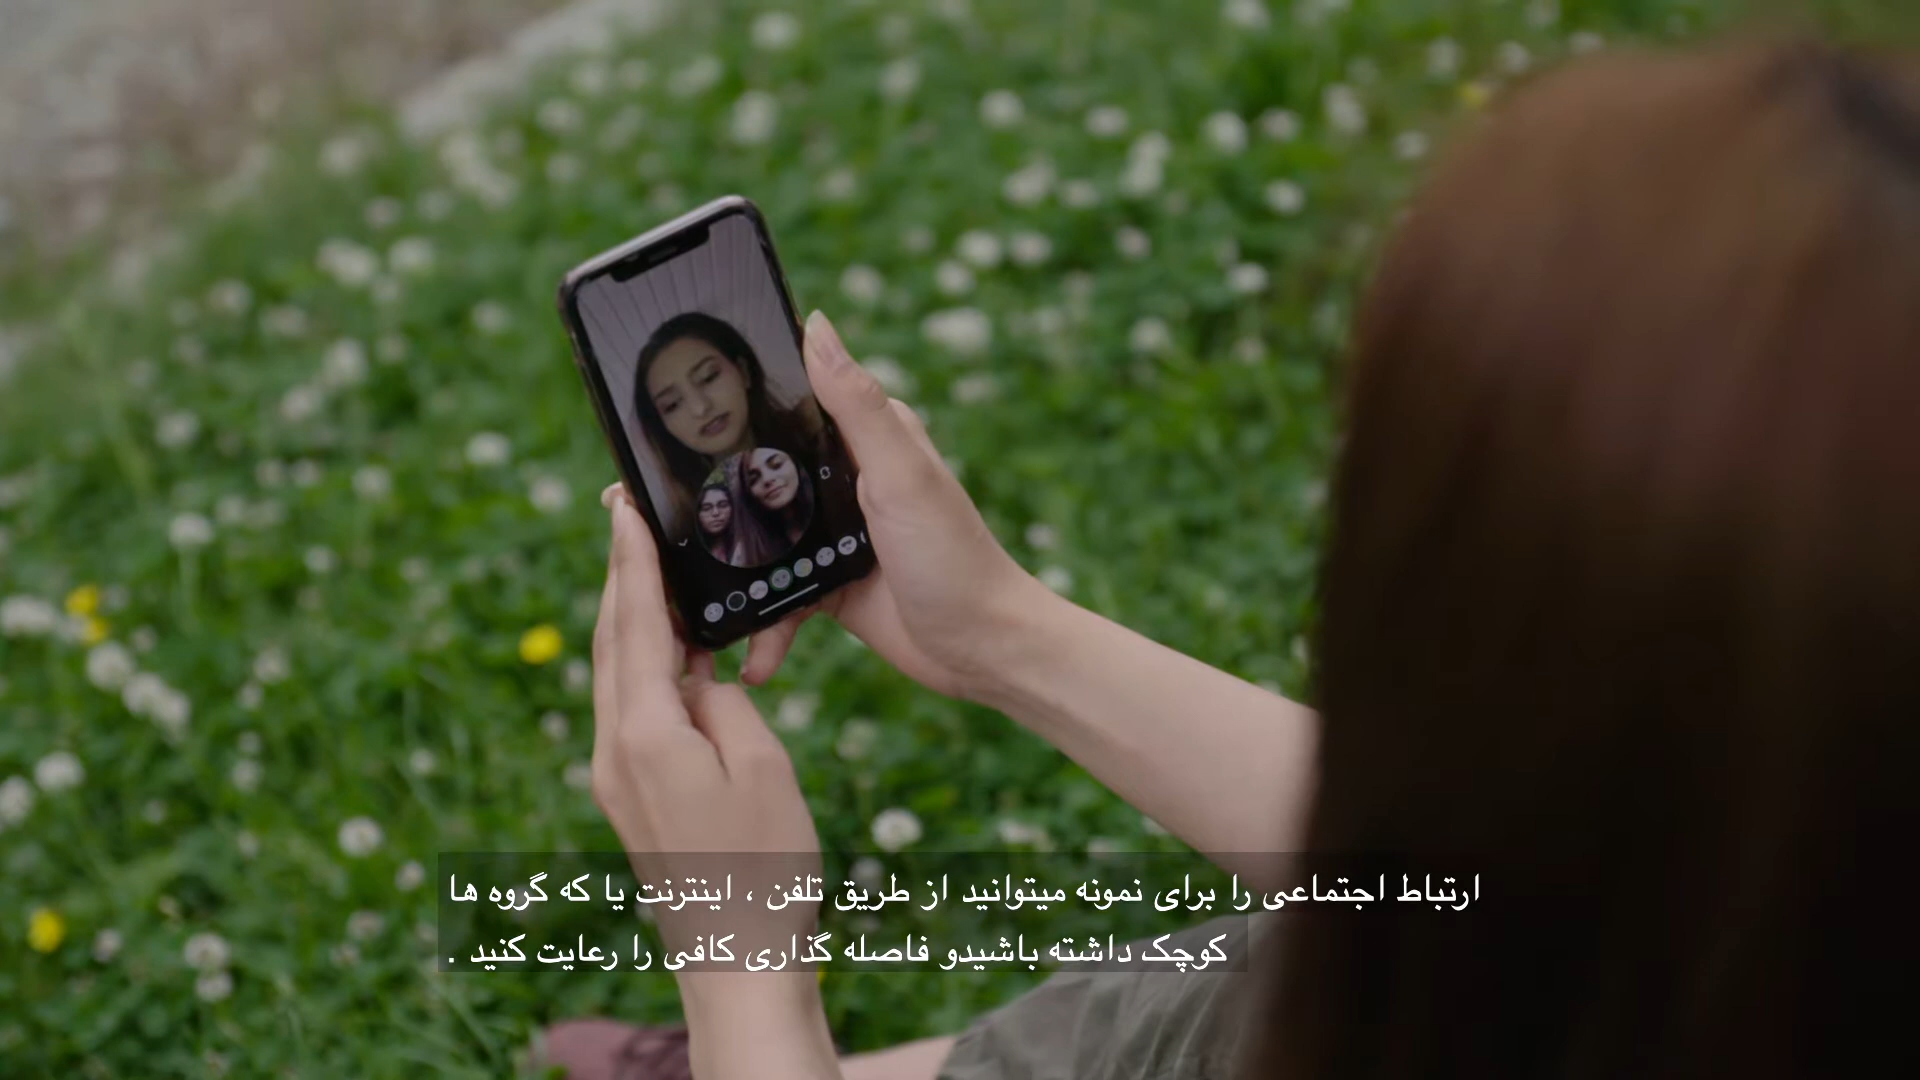 ارتباط اجتماعی را برای نمونه میتوانید از طریق تلفن ، اینترنت یا که گروه ها
کوچک داشته باشیدو فاصله گذاری کافی را رعایت کنید .